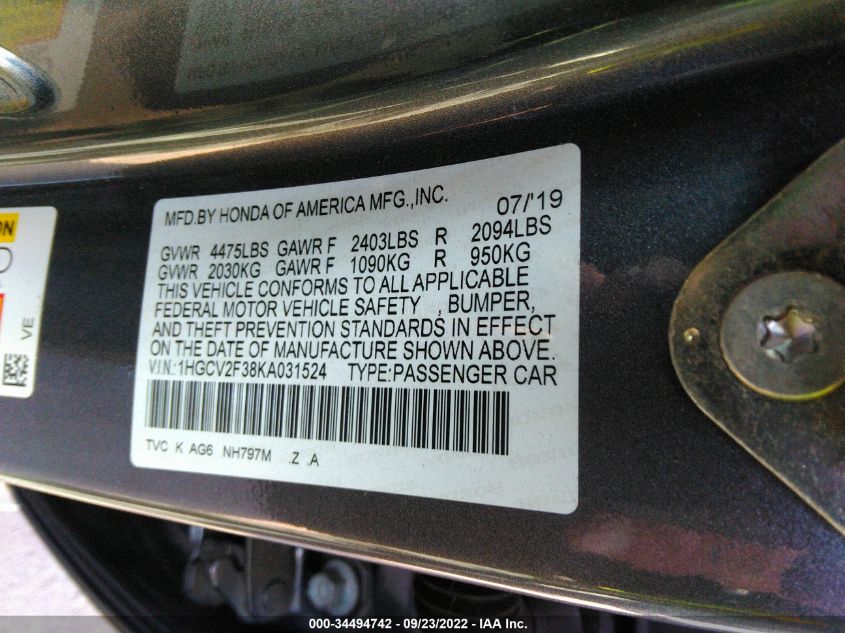 MFD.BY HONDA OF AMERICA MFG.,INC. 07/'19
GVWR 4475LBS GAWR F 2403LBS R 2094LBS
GVWR 2030KG GAWR F 1090KG R 950KG
THIS VEHICLE CONFORMS TO ALL APPLICABLE
FEDERAL MOTOR VEHICLE SAFETY , BUMPER,
AND THEFT PREVENTION STANDARDS IN EFFECT
ON THE DATE OF MANUFACTURE SHOWN ABOVE.
V.I.N.:1HGCV2F38KA031524 TYPE:PASSENGER CAR
TVC K AG6 NH797M .Z .A
ON
VE
000-34494742 - 09/23/2022 - IAA Inc.